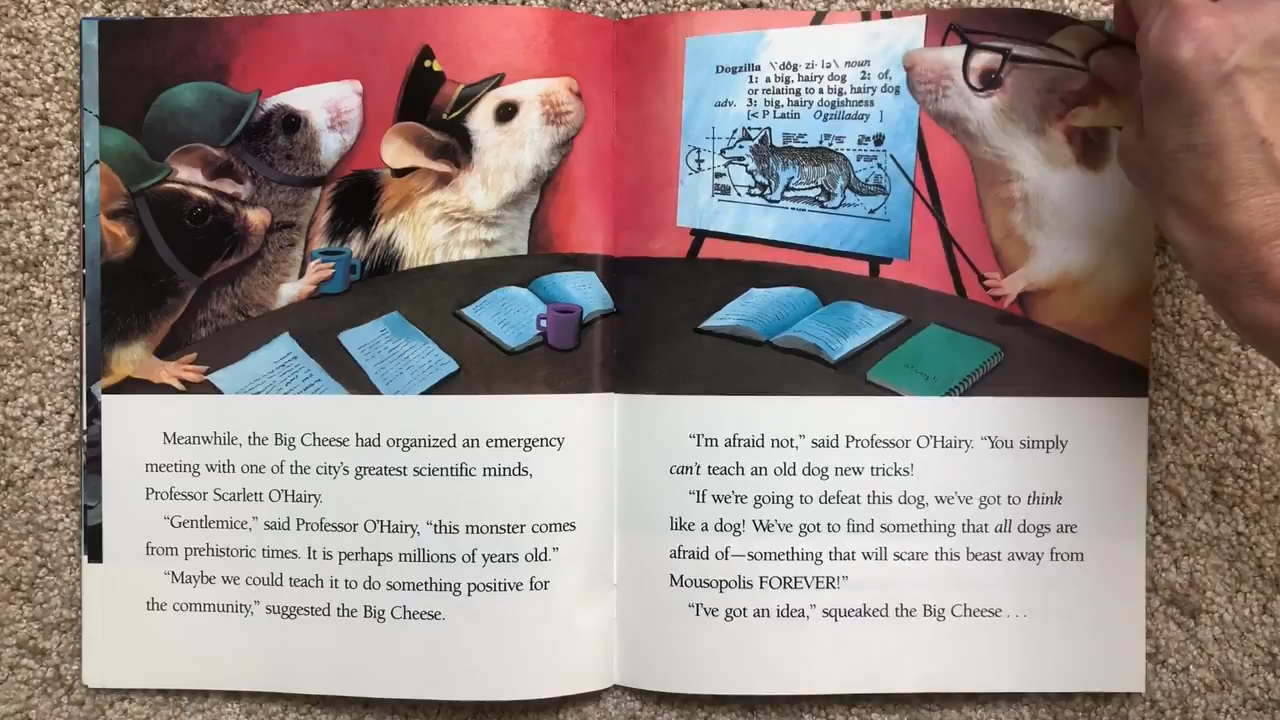 Dogzilla \ˈdôg· zi· lə\ noun
1: a big, hairy dog 2: of,
or relating to a big, hairy dog
adv. 3: big, hairy dogishness
[< P Latin Ogzilladay ]
Meanwhile, the Big Cheese had organized an emergency
meeting with one of the city's greatest scientific minds,
Professor Scarlett O'Hairy.
"Gentlemice," said Professor O'Hairy, "this monster comes
from prehistoric times. It is perhaps millions of years old."
"Maybe we could teach it to do something positive for
the community," suggested the Big Cheese.
"I'm afraid not," said Professor O'Hairy. "You simply
can't teach an old dog new tricks!
"If we're going to defeat this dog, we've got to think
like a dog! We've got to find something that all dogs are
afraid of—something that will scare this beast away from
Mousopolis FOREVER!"
"I've got an idea," squeaked the Big Cheese . . .